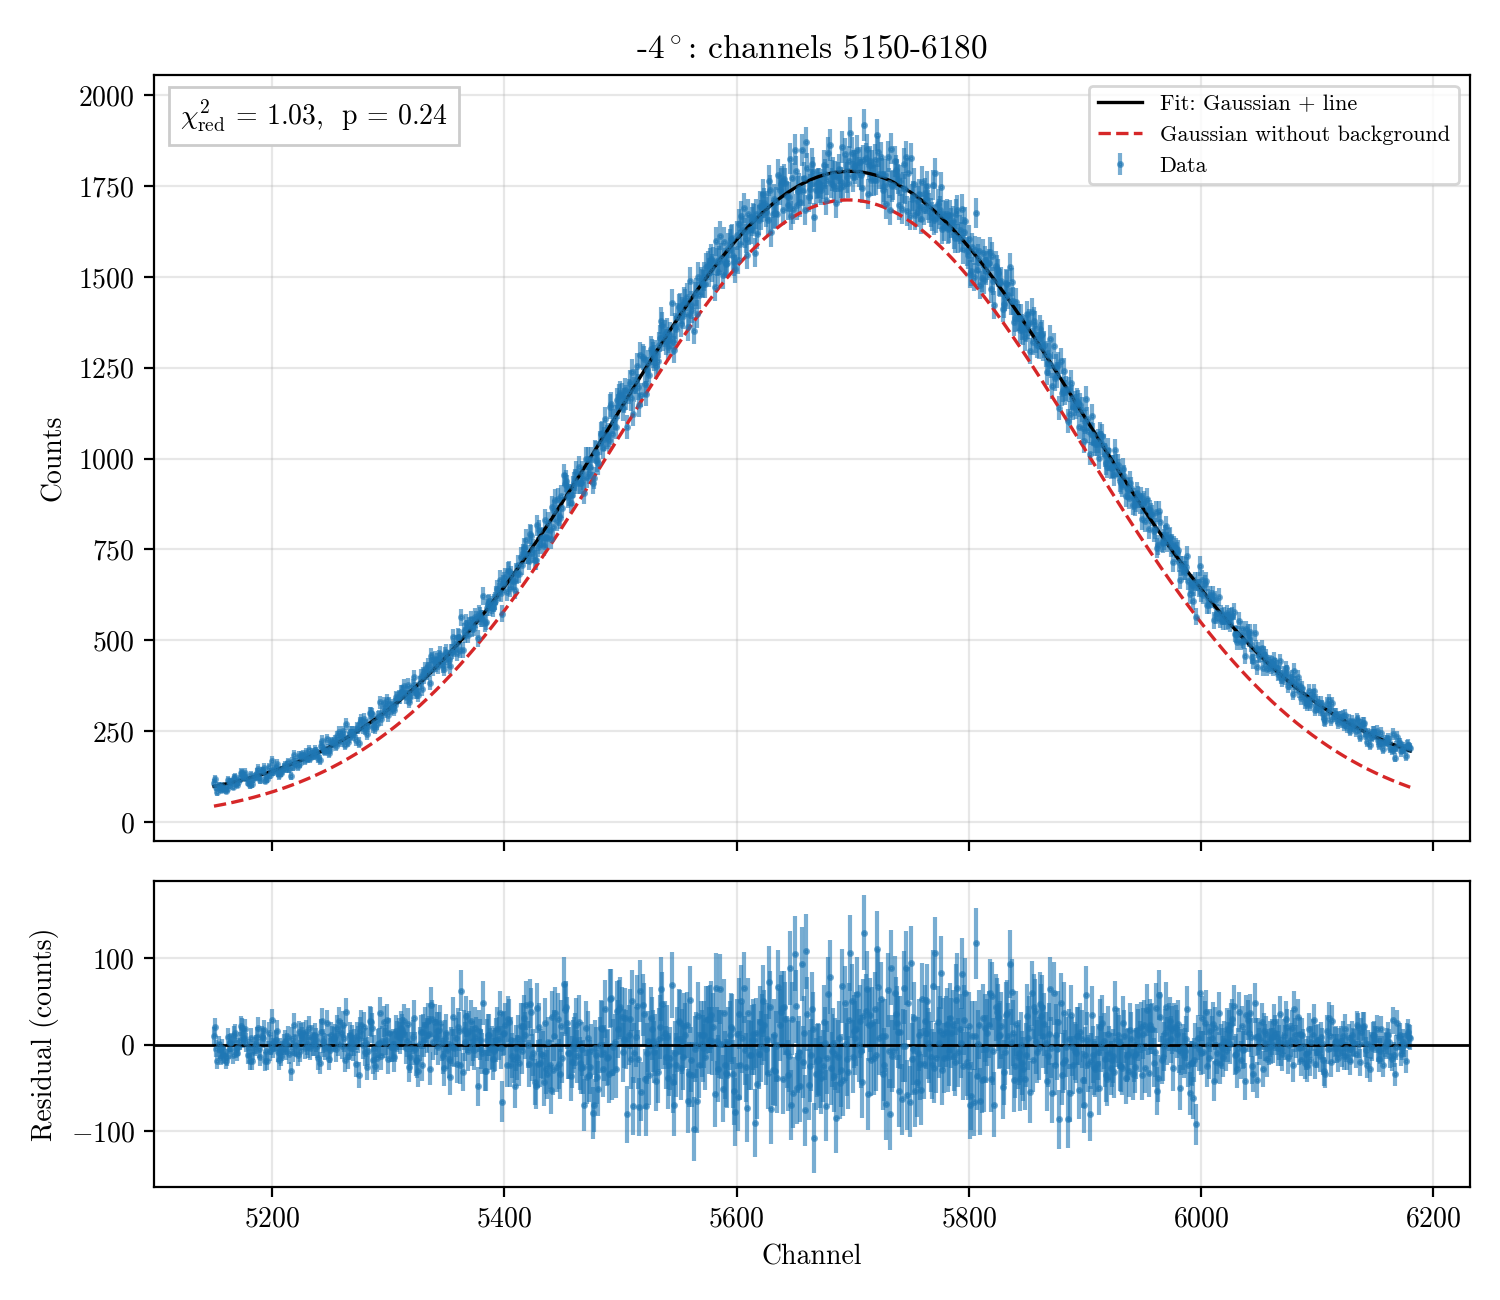 -4°: channels 5150-6180
χ²red = 1.03, p = 0.24
Fit: Gaussian + line
Gaussian without background
Data
2000
1750
1500
1250
1000
750
500
250
0
Counts
100
0
−100
Residual (counts)
5200 5400 5600 5800 6000 6200
Channel